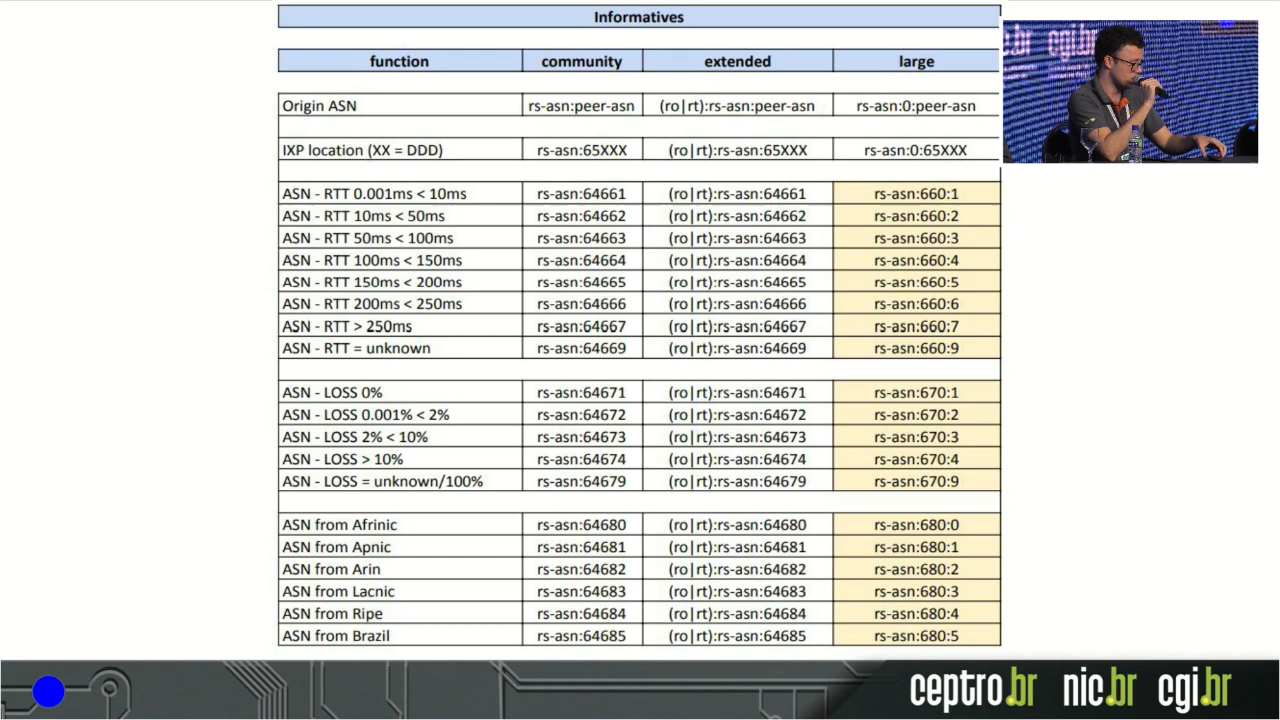 Informatives
function community extended large
Origin ASN rs-asn:peer-asn (ro|rt):rs-asn:peer-asn rs-asn:0:peer-asn
IXP location (XX = DDD) rs-asn:65XXX (ro|rt):rs-asn:65XXX rs-asn:0:65XXX
ASN - RTT 0.001ms < 10ms rs-asn:64661 (ro|rt):rs-asn:64661 rs-asn:660:1
ASN - RTT 10ms < 50ms rs-asn:64662 (ro|rt):rs-asn:64662 rs-asn:660:2
ASN - RTT 50ms < 100ms rs-asn:64663 (ro|rt):rs-asn:64663 rs-asn:660:3
ASN - RTT 100ms < 150ms rs-asn:64664 (ro|rt):rs-asn:64664 rs-asn:660:4
ASN - RTT 150ms < 200ms rs-asn:64665 (ro|rt):rs-asn:64665 rs-asn:660:5
ASN - RTT 200ms < 250ms rs-asn:64666 (ro|rt):rs-asn:64666 rs-asn:660:6
ASN - RTT > 250ms rs-asn:64667 (ro|rt):rs-asn:64667 rs-asn:660:7
ASN - RTT = unknown rs-asn:64669 (ro|rt):rs-asn:64669 rs-asn:660:9
ASN - LOSS 0% rs-asn:64671 (ro|rt):rs-asn:64671 rs-asn:670:1
ASN - LOSS 0.001% < 2% rs-asn:64672 (ro|rt):rs-asn:64672 rs-asn:670:2
ASN - LOSS 2% < 10% rs-asn:64673 (ro|rt):rs-asn:64673 rs-asn:670:3
ASN - LOSS > 10% rs-asn:64674 (ro|rt):rs-asn:64674 rs-asn:670:4
ASN - LOSS = unknown/100% rs-asn:64679 (ro|rt):rs-asn:64679 rs-asn:670:9
ASN from Afrinic rs-asn:64680 (ro|rt):rs-asn:64680 rs-asn:680:0
ASN from Apnic rs-asn:64681 (ro|rt):rs-asn:64681 rs-asn:680:1
ASN from Arin rs-asn:64682 (ro|rt):rs-asn:64682 rs-asn:680:2
ASN from Lacnic rs-asn:64683 (ro|rt):rs-asn:64683 rs-asn:680:3
ASN from Ripe rs-asn:64684 (ro|rt):rs-asn:64684 rs-asn:680:4
ASN from Brazil rs-asn:64685 (ro|rt):rs-asn:64685 rs-asn:680:5
nic.br cgi.br
ceptro.br nic.br cgi.br